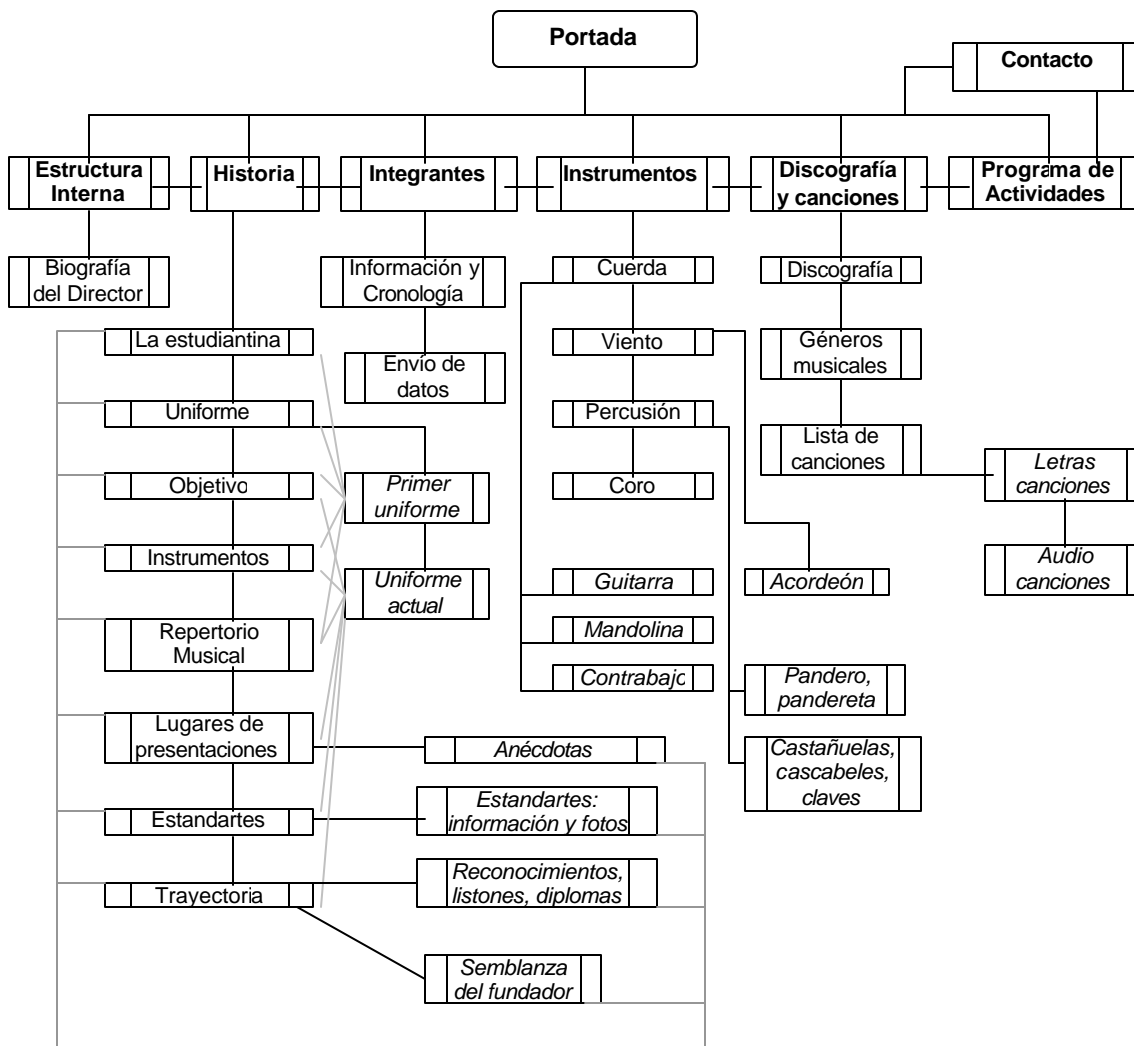 Portada
Contacto
Estructura
Interna
Historia
Integrantes
Instrumentos
Discografía
y canciones
Programa de
Actividades
Biografía
del Director
Información y
Cronología
Cuerda
Discografía
La estudiantina
Envío de
datos
Viento
Géneros
musicales
Uniforme
Percusión
Lista de
canciones
Objetivo
Primer
uniforme
Coro
Letras
canciones
Instrumentos
Uniforme
actual
Guitarra
Acordeón
Audio
canciones
Repertorio
Musical
Mandolina
Contrabajo
Pandero,
pandereta
Lugares de
presentaciones
Anécdotas
Castañuelas,
cascabeles,
claves
Estandartes
Estandartes:
información y fotos
Trayectoria
Reconocimientos,
listones, diplomas
Semblanza
del fundador